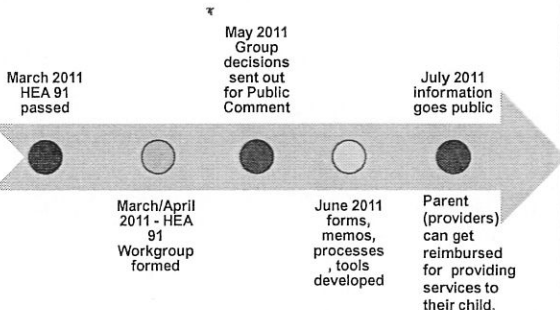 March 2011
HEA 91
passed
March/April
2011 - HEA
91
Workgroup
formed
May 2011
Group
decisions
sent out
for Public
Comment
June 2011
forms,
memos,
processes
, tools
developed
July 2011
information
goes public
Parent
(providers)
can get
reimbursed
for providing
services to
their child.